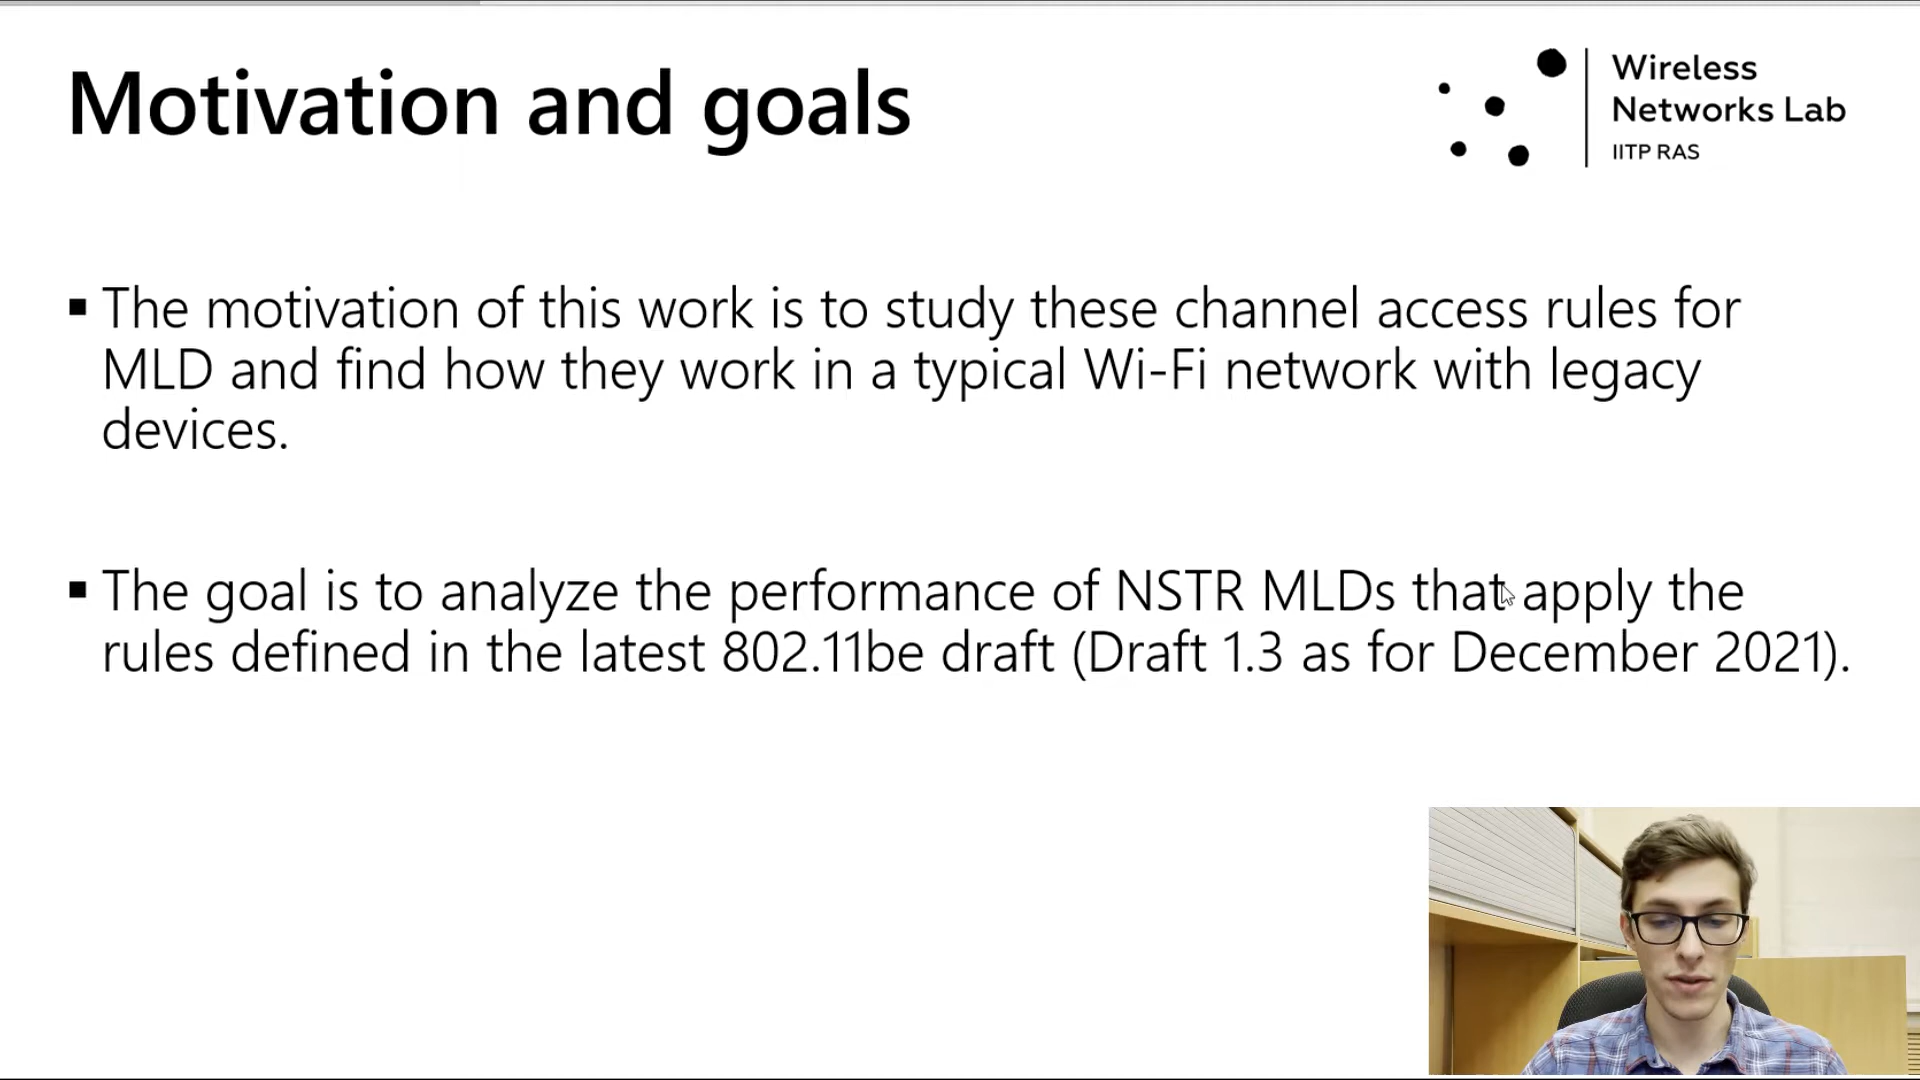 Motivation and goals
Wireless
Networks Lab
IITP RAS
▪ The motivation of this work is to study these channel access rules for
MLD and find how they work in a typical Wi-Fi network with legacy
devices.
▪ The goal is to analyze the performance of NSTR MLDs that apply the
rules defined in the latest 802.11be draft (Draft 1.3 as for December 2021).